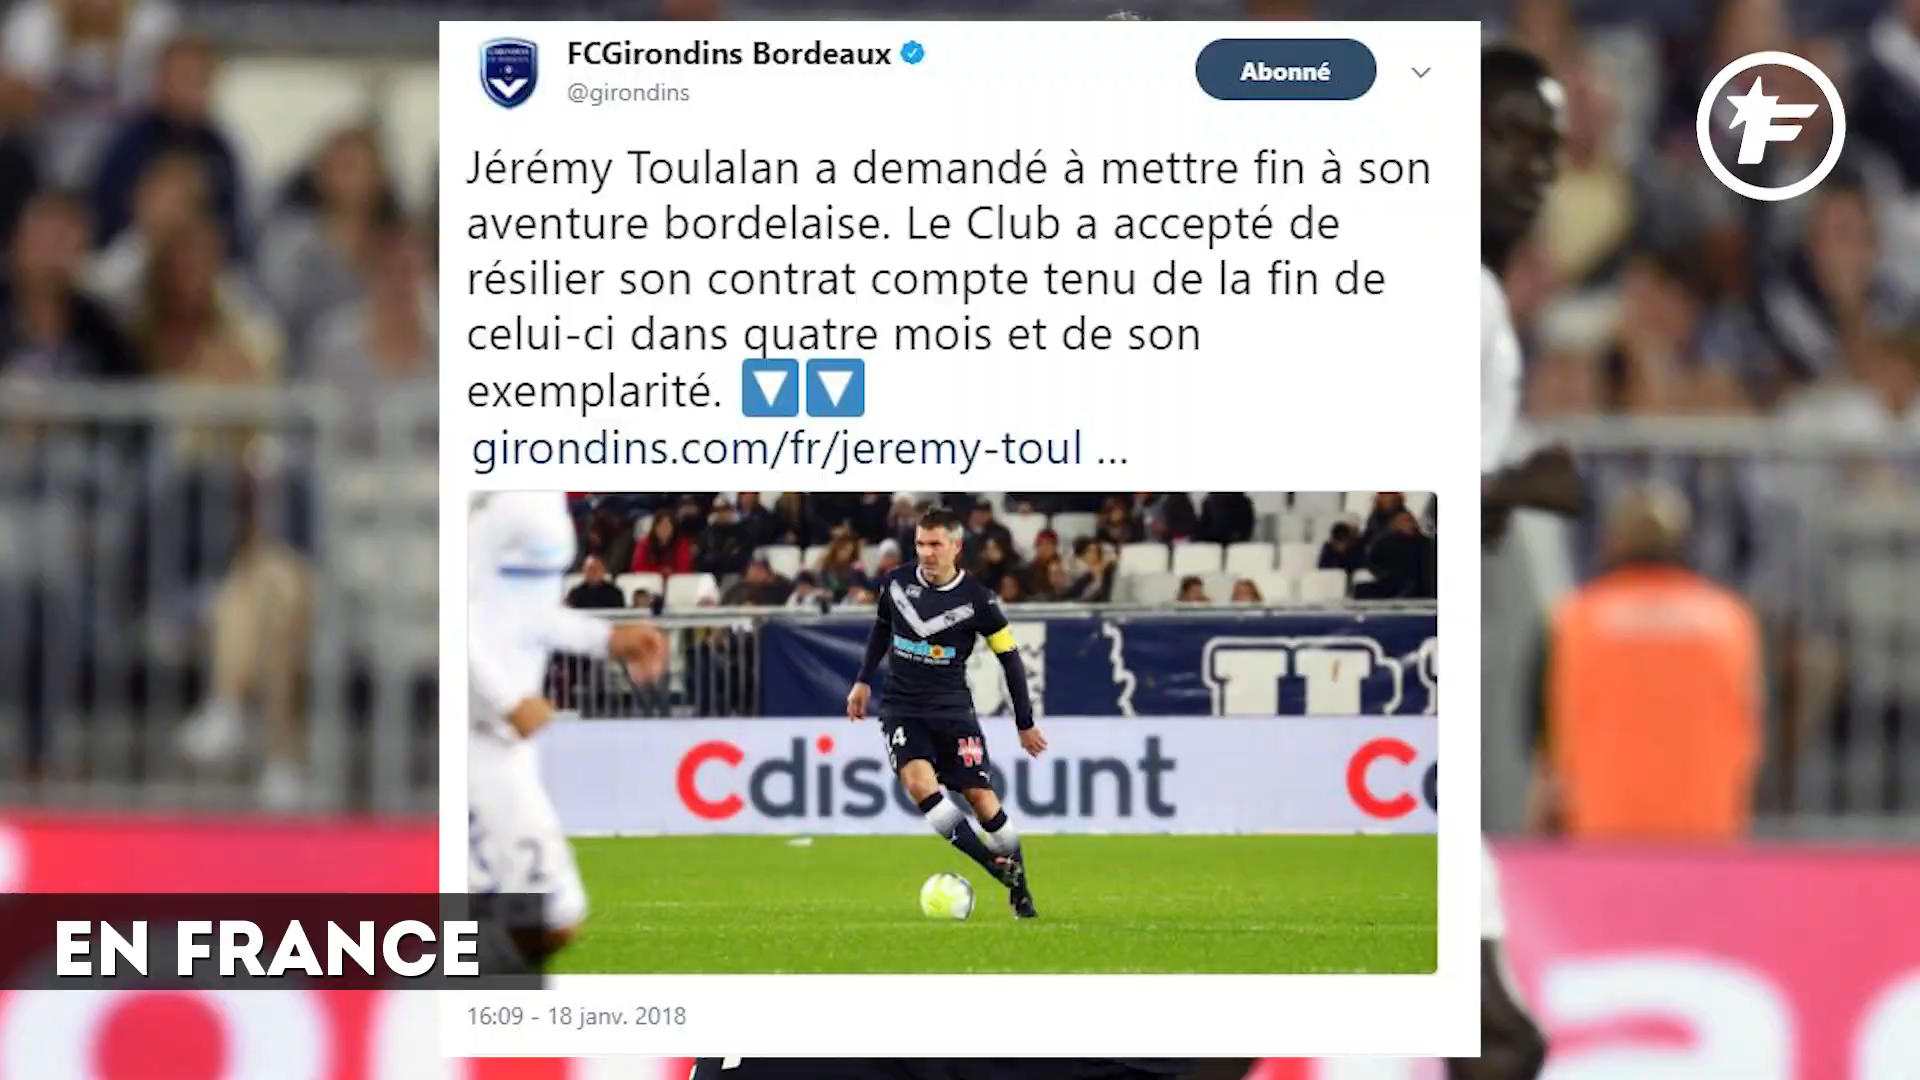 FCGirondins Bordeaux
@girondins
Abonné
Jérémy Toulalan a demandé à mettre fin à son
aventure bordelaise. Le Club a accepté de
résilier son contrat compte tenu de la fin de
celui-ci dans quatre mois et de son
exemplarité.
girondins.com/fr/jeremy-toul ...
Cdiscount
2
EN FRANCE
16:09 - 18 janv. 2018